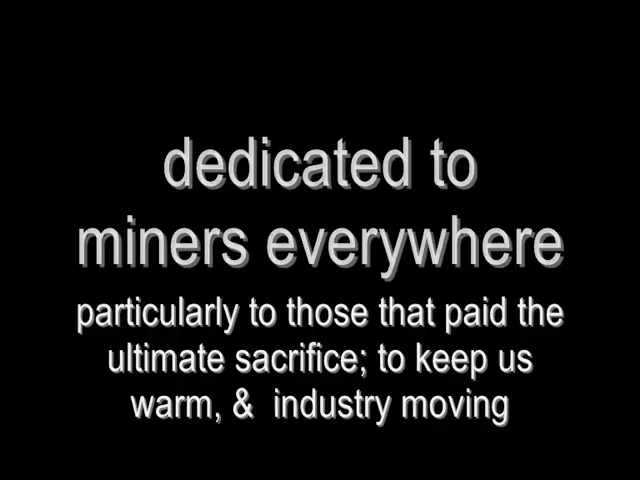 dedicated to
miners everywhere
particularly to those that paid the
ultimate sacrifice; to keep us
warm, &  industry moving